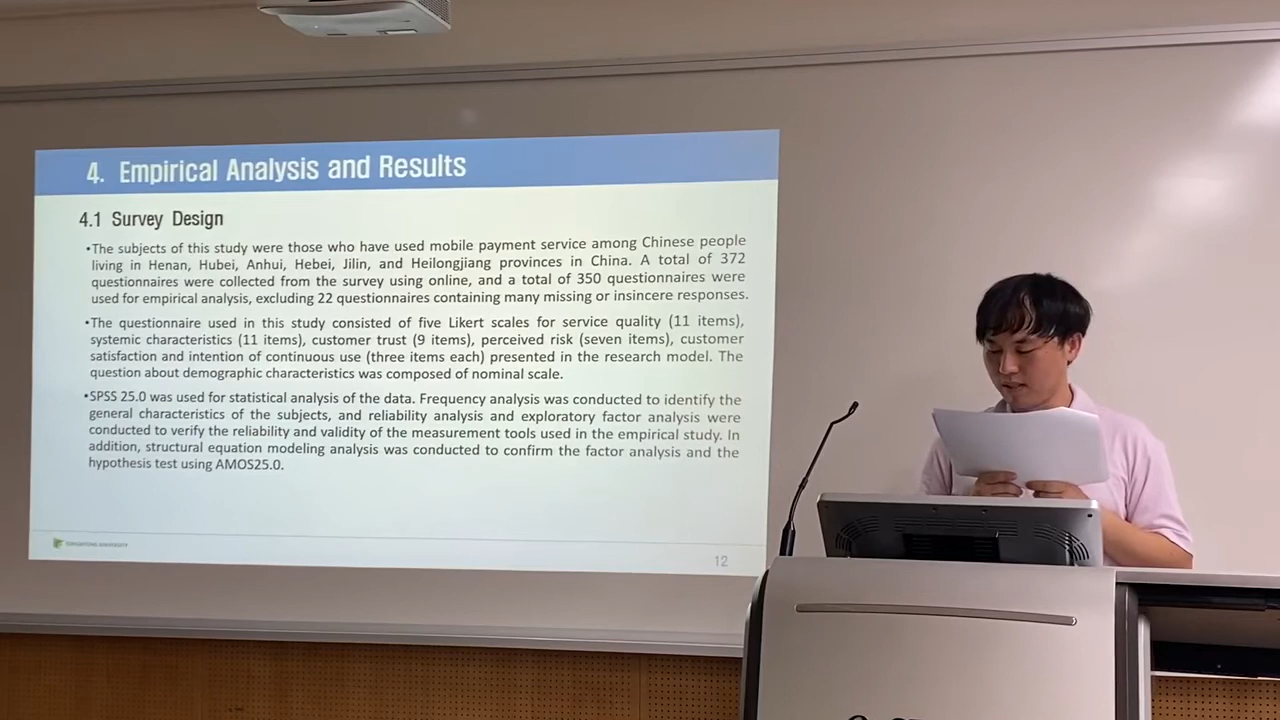 4. Empirical Analysis and Results
4.1 Survey Design
•The subjects of this study were those who have used mobile payment service among Chinese people
living in Henan, Hubei, Anhui, Hebei, Jilin, and Heilongjiang provinces in China. A total of 372
questionnaires were collected from the survey using online, and a total of 350 questionnaires were
used for empirical analysis, excluding 22 questionnaires containing many missing or insincere responses.
•The questionnaire used in this study consisted of five Likert scales for service quality (11 items),
systemic characteristics (11 items), customer trust (9 items), perceived risk (seven items), customer
satisfaction and intention of continuous use (three items each) presented in the research model. The
question about demographic characteristics was composed of nominal scale.
•SPSS 25.0 was used for statistical analysis of the data. Frequency analysis was conducted to identify the
general characteristics of the subjects, and reliability analysis and exploratory factor analysis were
conducted to verify the reliability and validity of the measurement tools used in the empirical study. In
addition, structural equation modeling analysis was conducted to confirm the factor analysis and the
hypothesis test using AMOS25.0.
UNIVERSITY
12